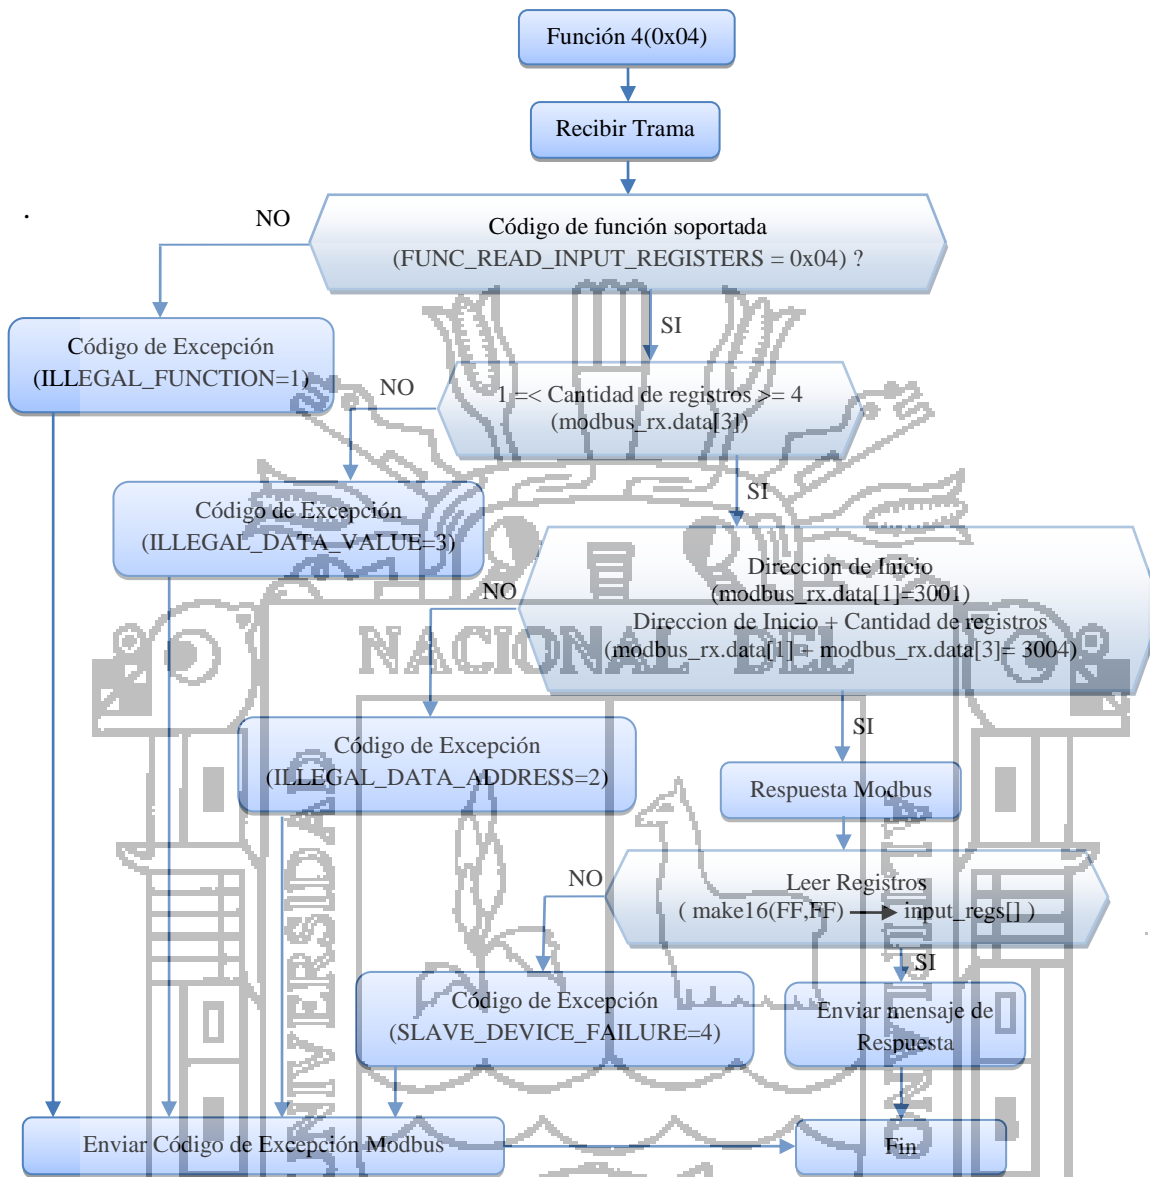 Función 4(0x04)
Recibir Trama
.
NO
Código de función soportada
(FUNC_READ_INPUT_REGISTERS = 0x04) ?
SI
Código de Excepción
(ILLEGAL_FUNCTION=1)
NO
1 =< Cantidad de registros >= 4
(modbus_rx.data[3])
SI
Código de Excepción
(ILLEGAL_DATA_VALUE=3)
NO
Direccion de Inicio
(modbus_rx.data[1]=3001)
Direccion de Inicio + Cantidad de registros
(modbus_rx.data[1] + modbus_rx.data[3]= 3004)
NACIONAL DEL
SI
Código de Excepción
(ILLEGAL_DATA_ADDRESS=2)
Respuesta Modbus
UNIVERSIDAD
NO
Leer Registros
( make16(FF,FF) → input_regs[] )
SI
Código de Excepción
(SLAVE_DEVICE_FAILURE=4)
Enviar mensaje de
Respuesta
Enviar Código de Excepción Modbus
Fin